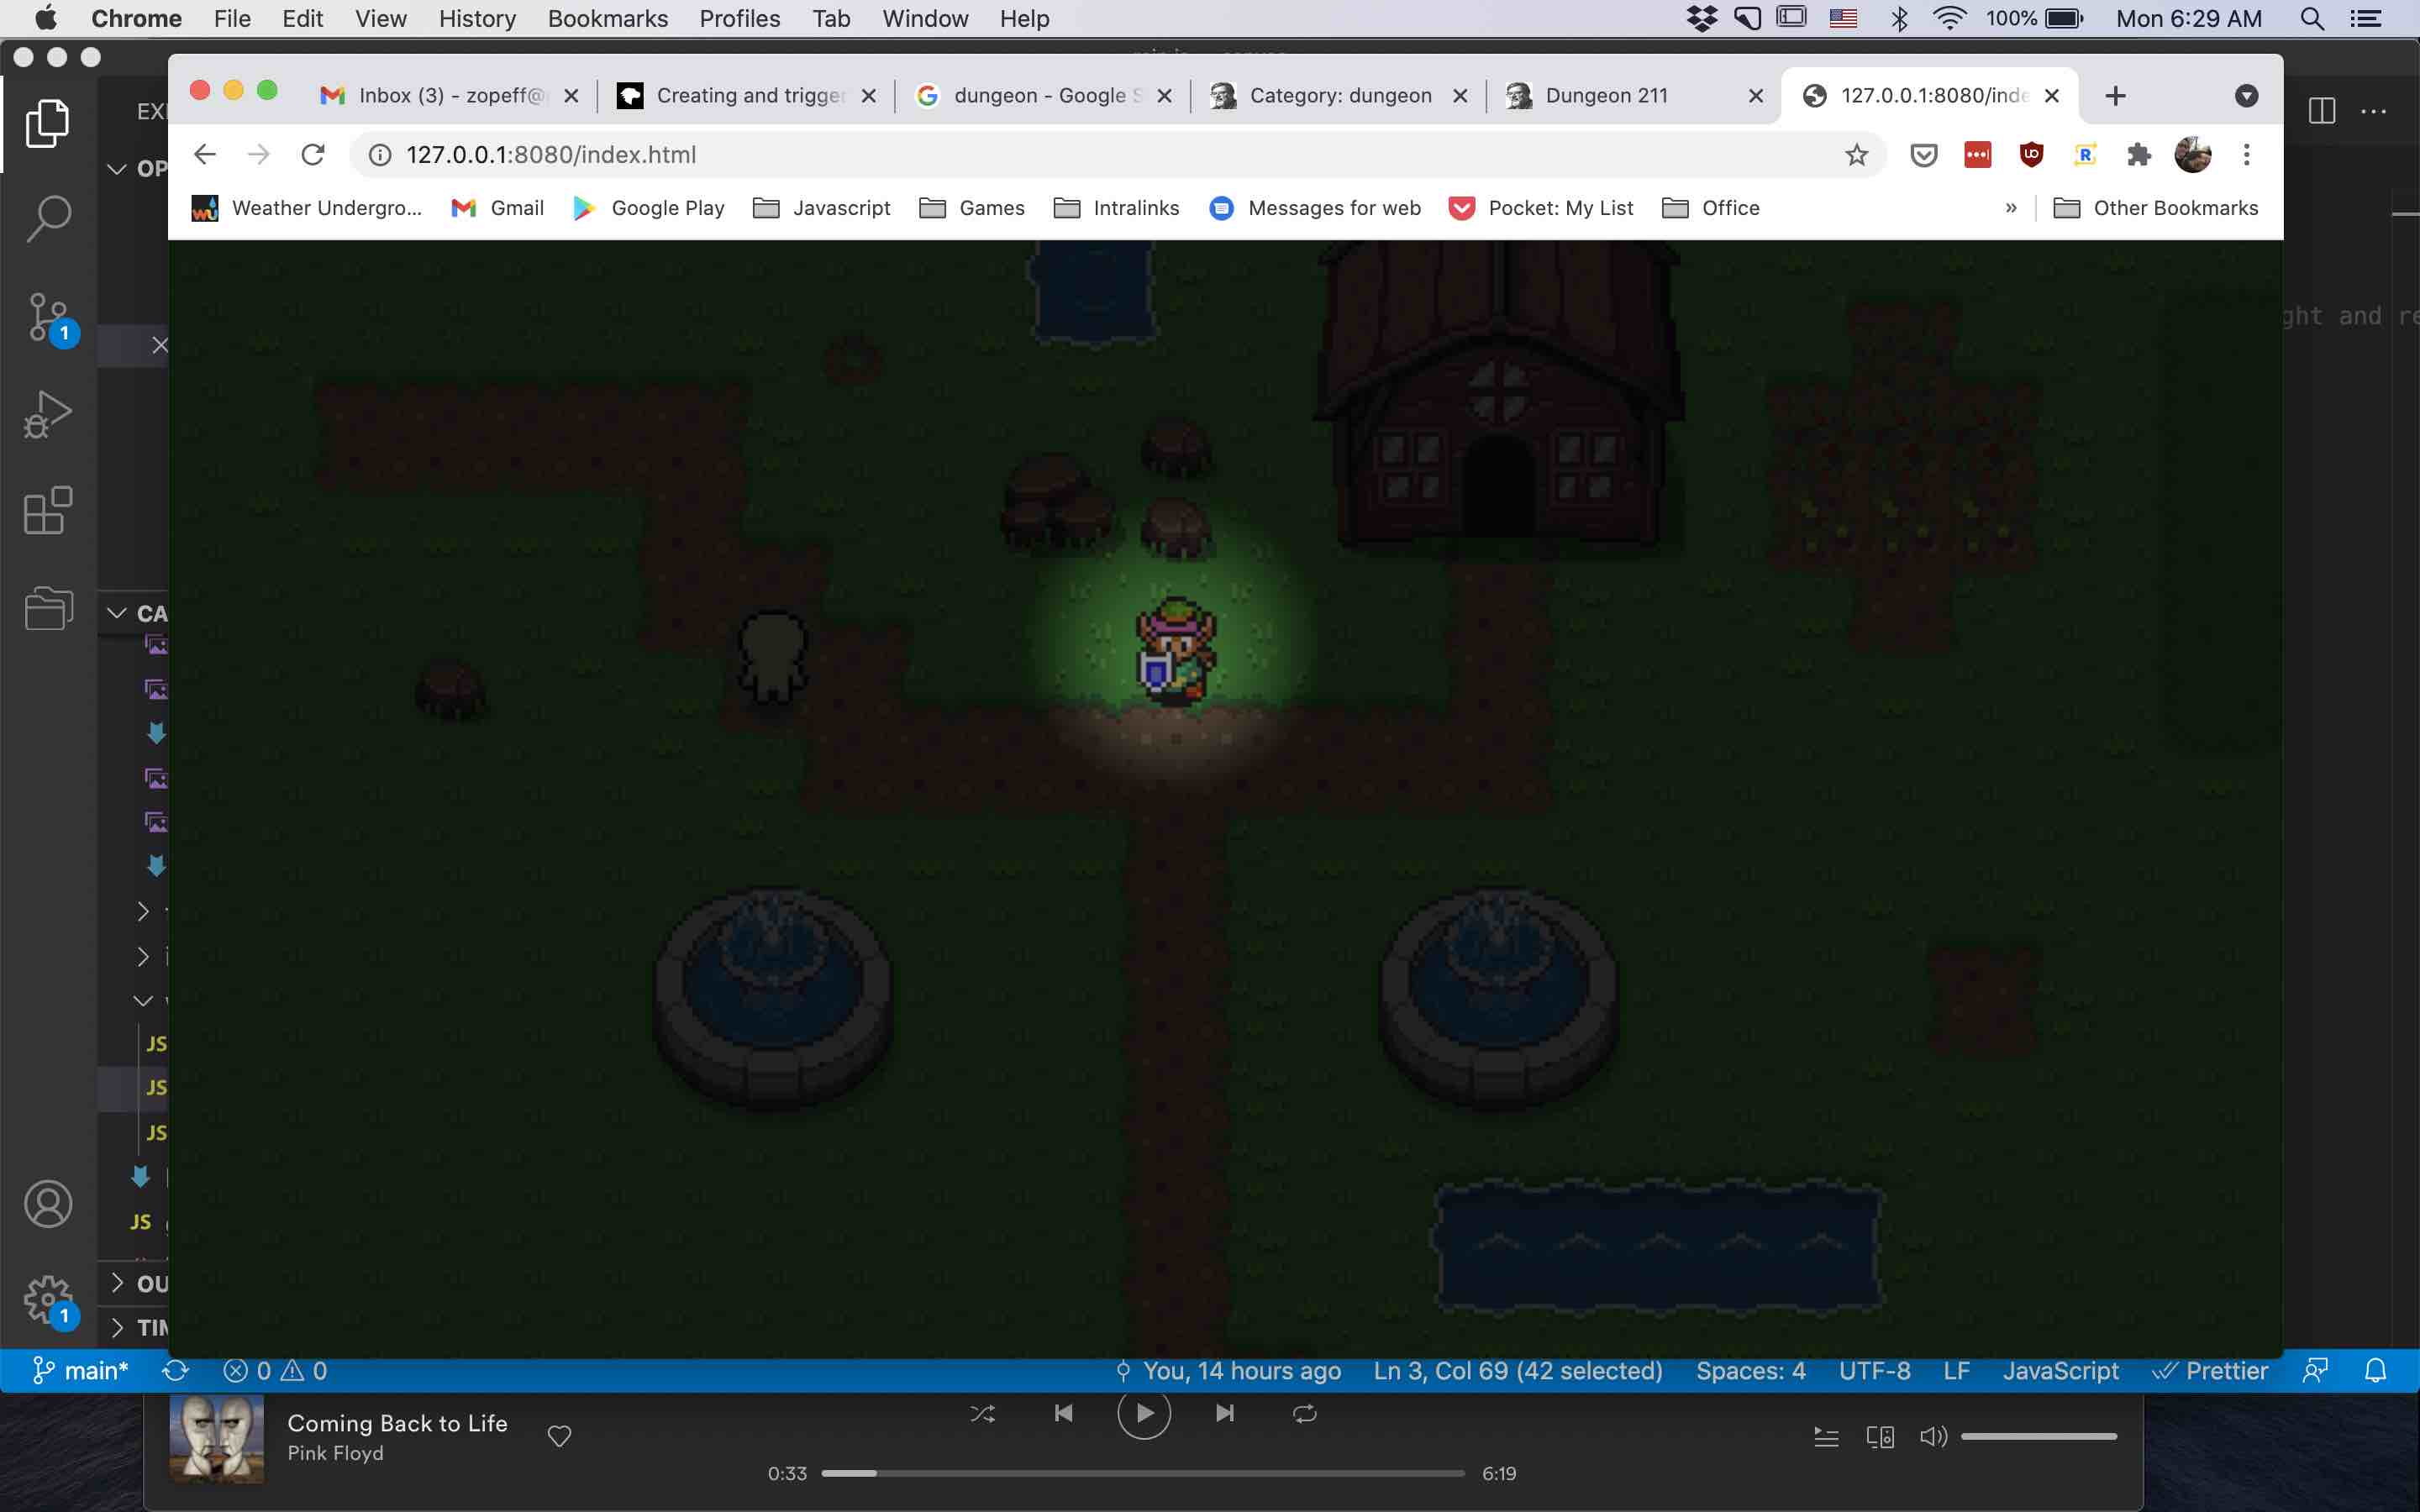 Chrome File Edit View History Bookmarks Profiles Tab Window Help 100% Mon 6:29 AM
Inbox (3) - zopeff@ Creating and trigge dungeon - Google Category: dungeon Dungeon 211 127.0.0.1:8080/inde
127.0.0.1:8080/index.html
Weather Undergro... Gmail Google Play Javascript Games Intralinks Messages for web Pocket: My List Office » Other Bookmarks
EX
OP
ght and re
1
CA
JS
JS
JS
JS
OU
1
TIM
main* 0 0 You, 14 hours ago Ln 3, Col 69 (42 selected) Spaces: 4 UTF-8 LF JavaScript Prettier
Coming Back to Life
Pink Floyd
0:33 6:19